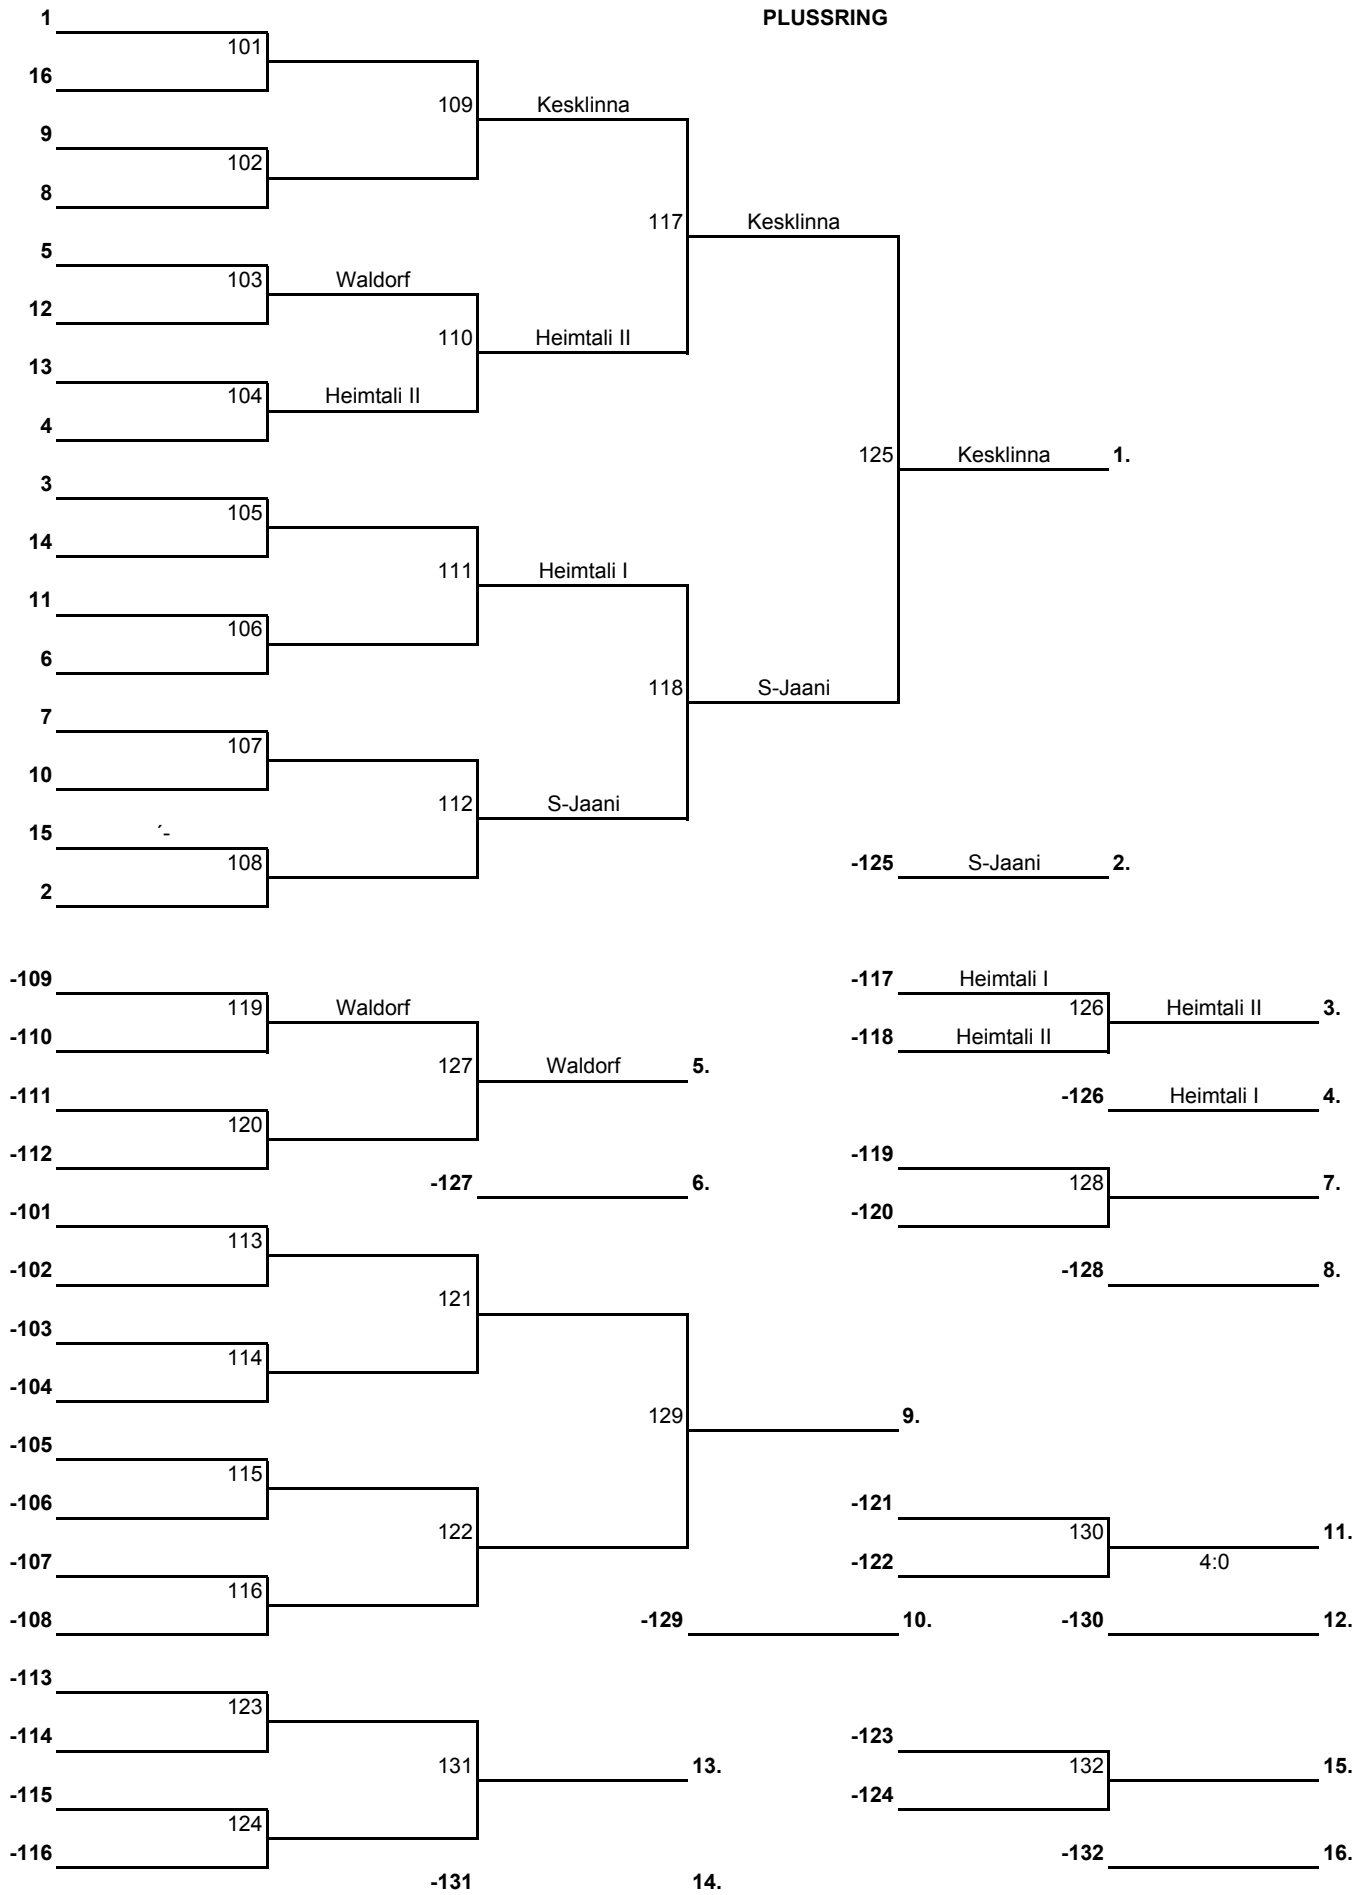 1 PLUSSRING
101
16
109 Kesklinna
9
102
8
117 Kesklinna
5
103 Waldorf
12
110 Heimtali II
13
104 Heimtali II
4
125 Kesklinna 1.
3
105
14
111 Heimtali I
11
106
6
118 S-Jaani
7
107
10
112 S-Jaani
15 ´-
108 -125 S-Jaani 2.
2
-109 -117 Heimtali I
119 Waldorf 126 Heimtali II 3.
-110 -118 Heimtali II
127 Waldorf 5.
-111 -126 Heimtali I 4.
120
-112 -119
-127 6. 128 7.
-101 -120
113
-102 -128 8.
121
-103
114
-104
129 9.
-105
115
-106 -121
122 130 11.
-107 -122 4:0
116
-108 -129 10. -130 12.
-113
123
-114 -123
131 13. 132 15.
-115 -124
124
-116 -132 16.
-131 14.